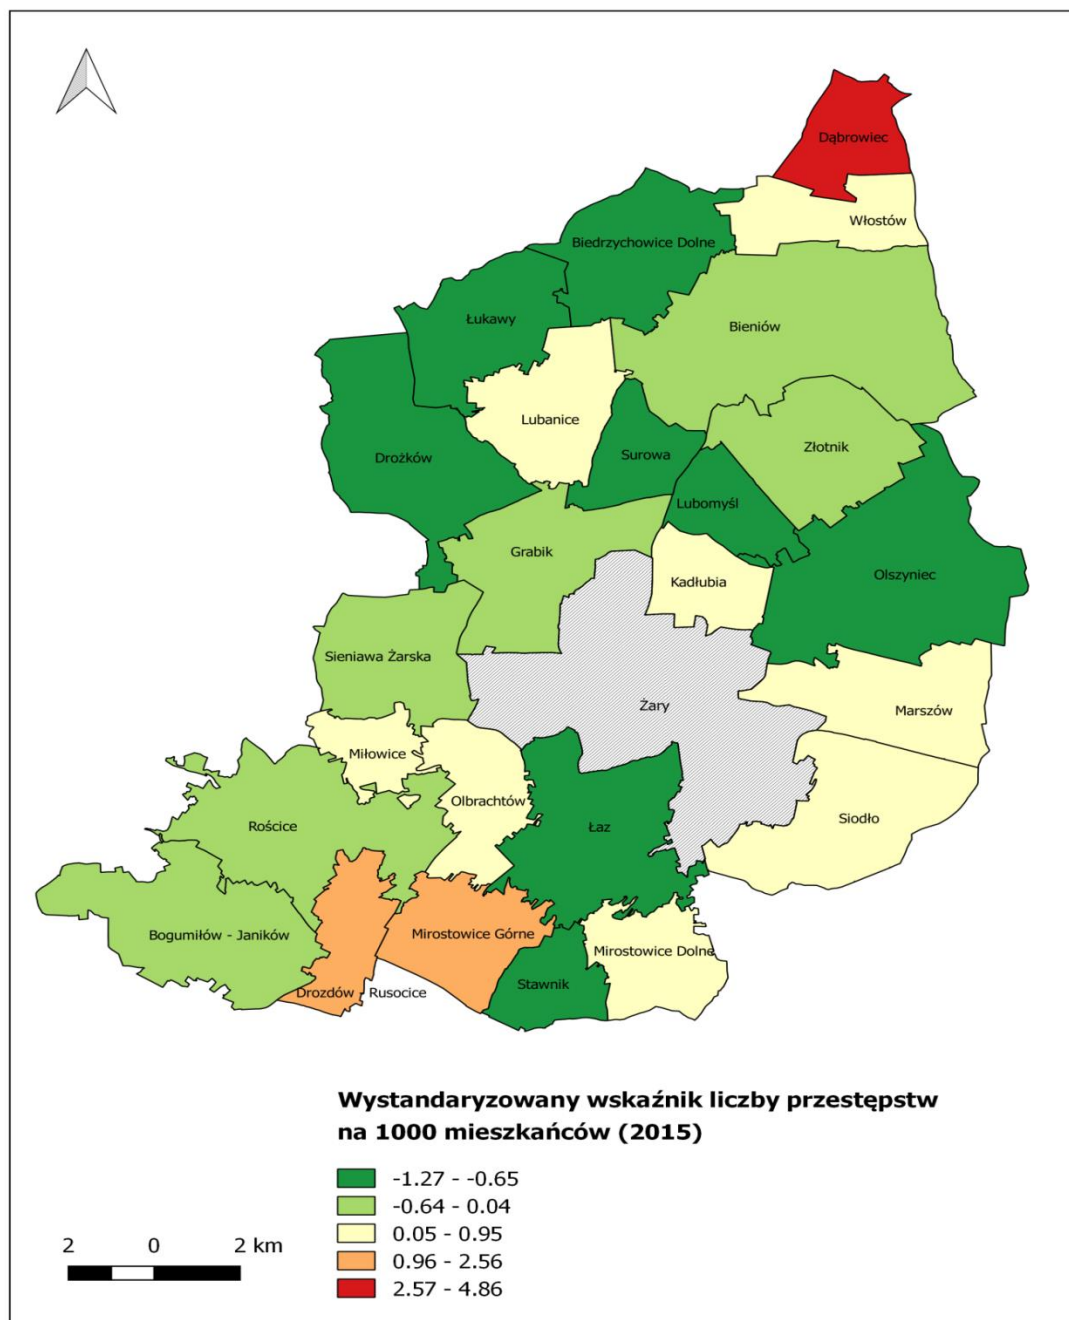 Dąbrowiec
Włostów
Biedrzychowice Dolne
Łukawy
Bieniów
Lubanice
Złotnik
Drożków
Surowa
Lubomyśl
Grabik
Kadłubia
Olszyniec
Sieniawa Żarska
Żary
Marszów
Miłowice
Olbrachtów
Rościce
Łaz
Siodło
Bogumiłów - Janików
Mirostowice Górne
Mirostowice Dolne
Stawnik
Drozdów
Rusocice
Wystandaryzowany wskaźnik liczby przestępstw
na 1000 mieszkańców (2015)
-1.27 - -0.65
-0.64 - 0.04
0.05 - 0.95
0.96 - 2.56
2.57 - 4.86
2 0 2 km